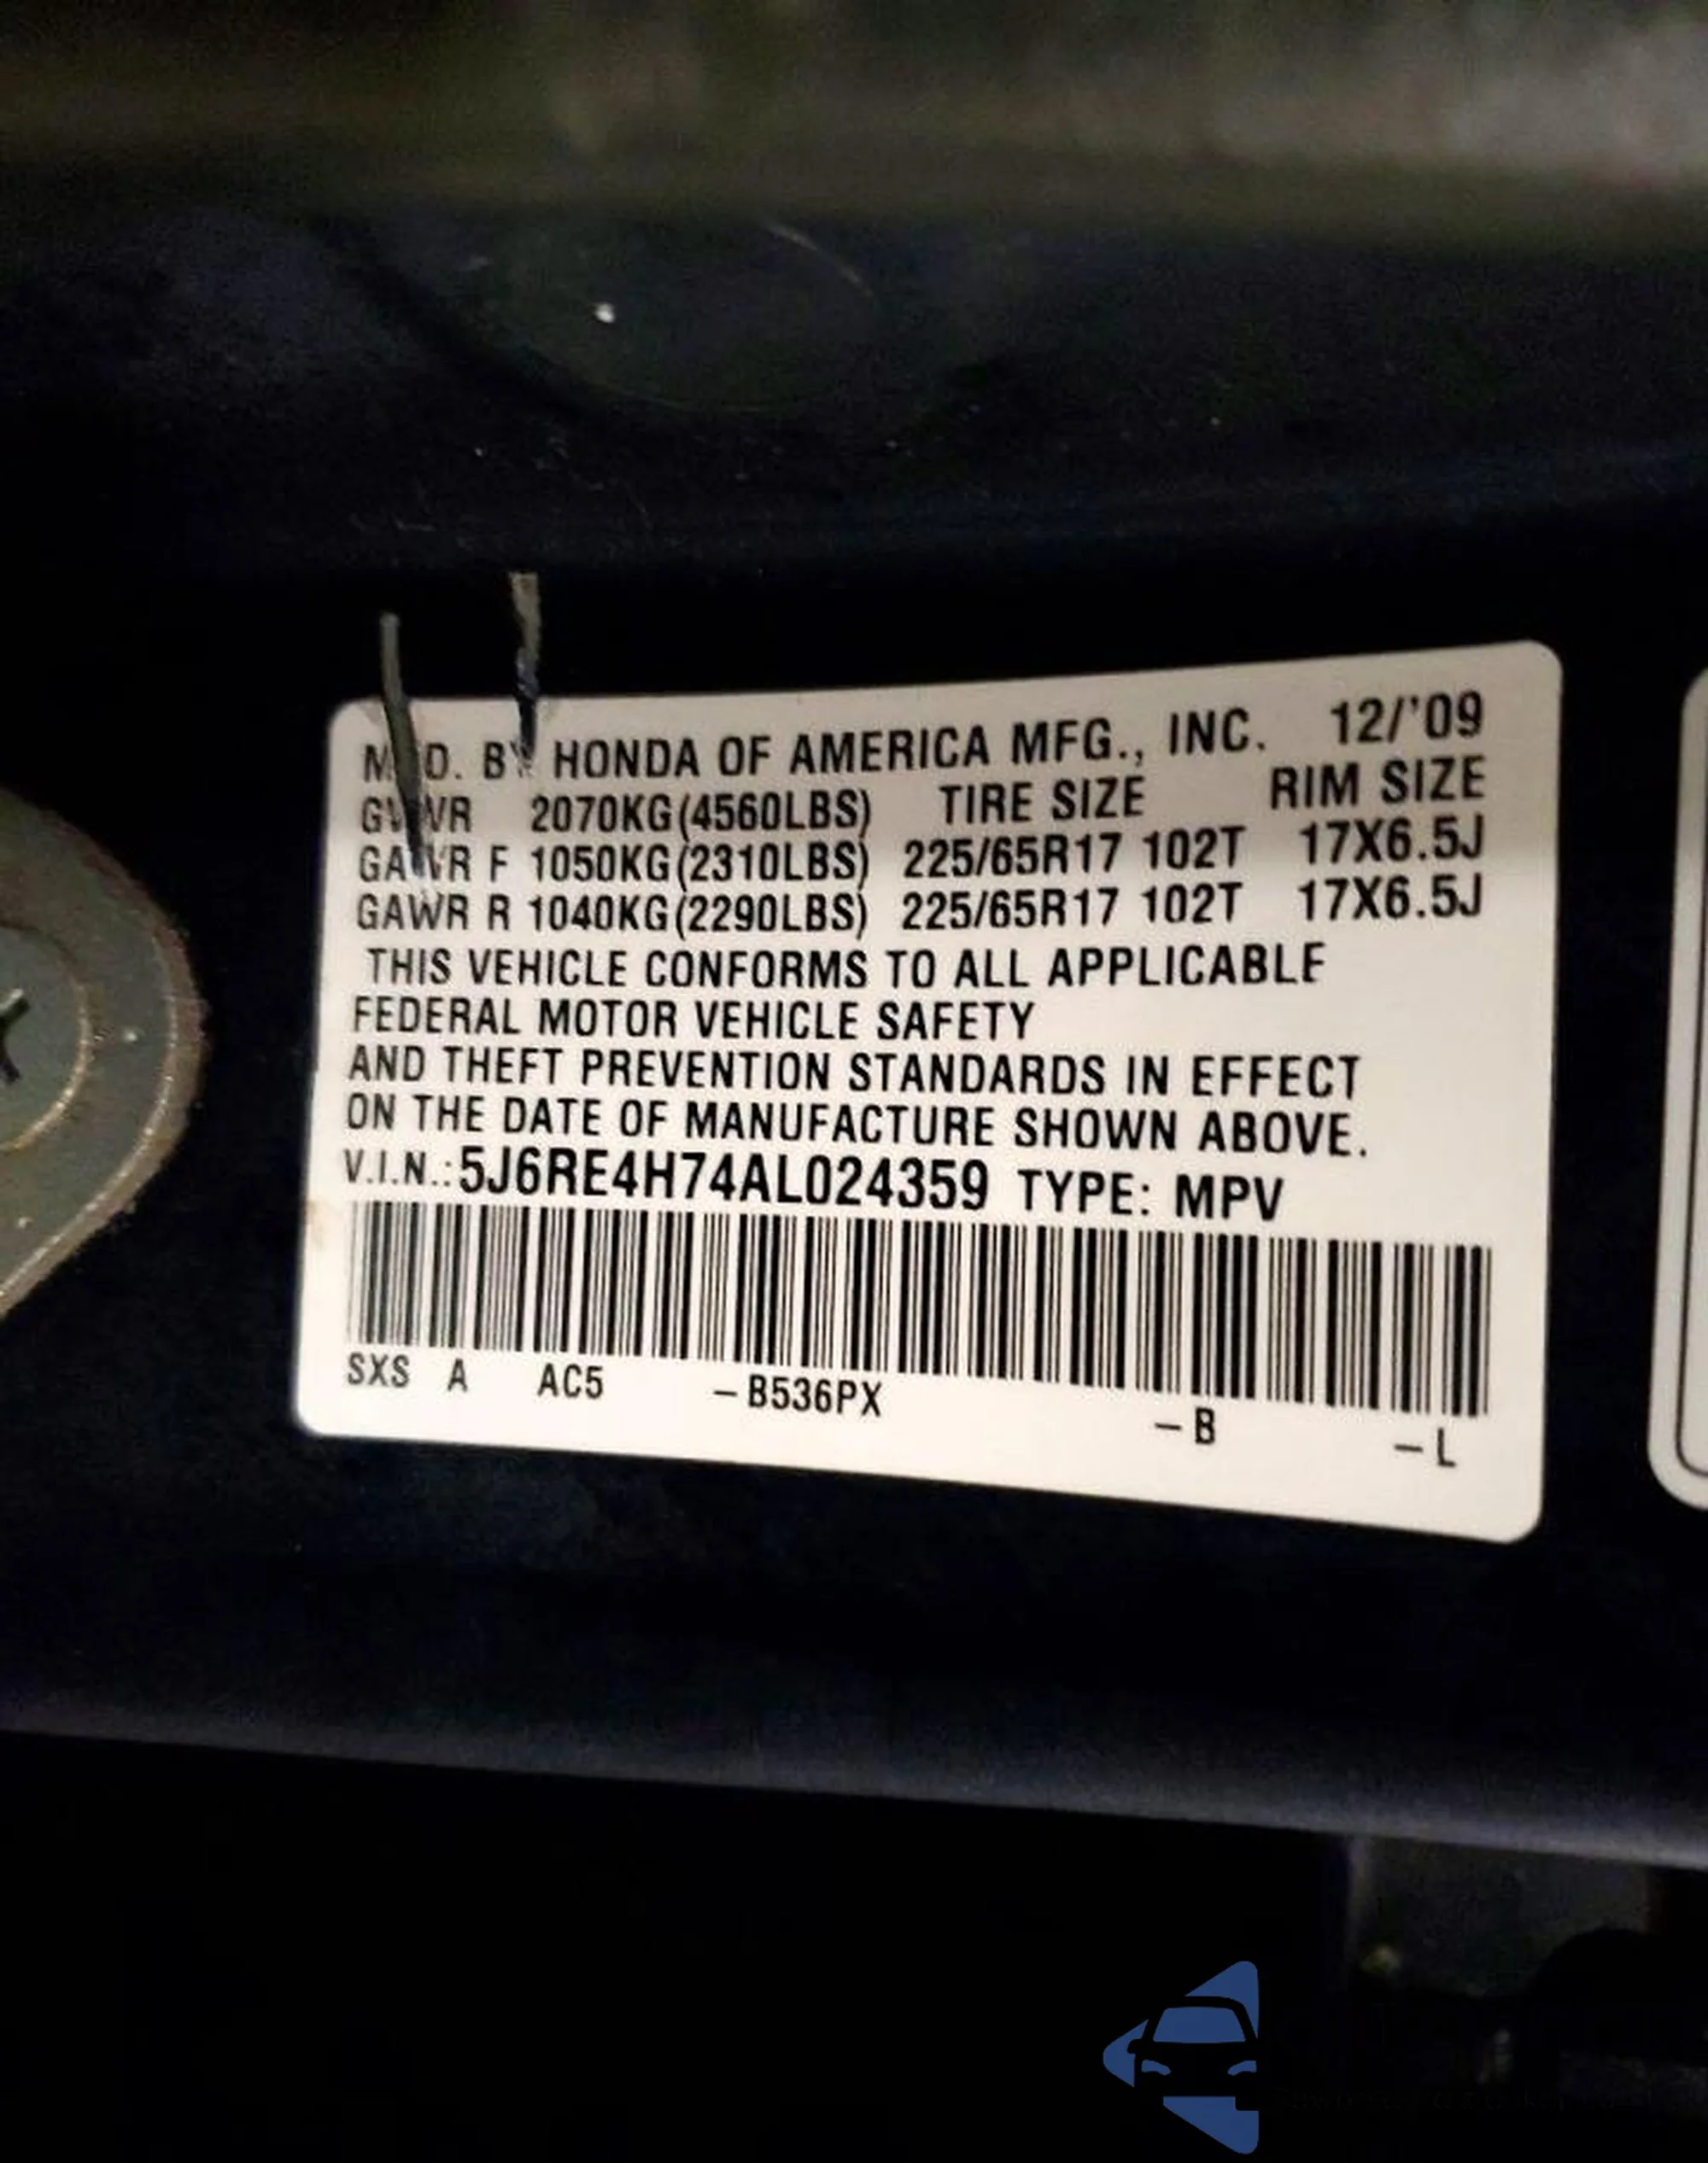 MFD. BY HONDA OF AMERICA MFG., INC. 12/'09
GVWR 2070KG(4560LBS) TIRE SIZE RIM SIZE
GAWR F 1050KG(2310LBS) 225/65R17 102T 17X6.5J
GAWR R 1040KG(2290LBS) 225/65R17 102T 17X6.5J
THIS VEHICLE CONFORMS TO ALL APPLICABLE
FEDERAL MOTOR VEHICLE SAFETY
AND THEFT PREVENTION STANDARDS IN EFFECT
ON THE DATE OF MANUFACTURE SHOWN ABOVE.
V.I.N.:5J6RE4H74AL024359 TYPE: MPV
SXS A AC5 -B536PX -B -L